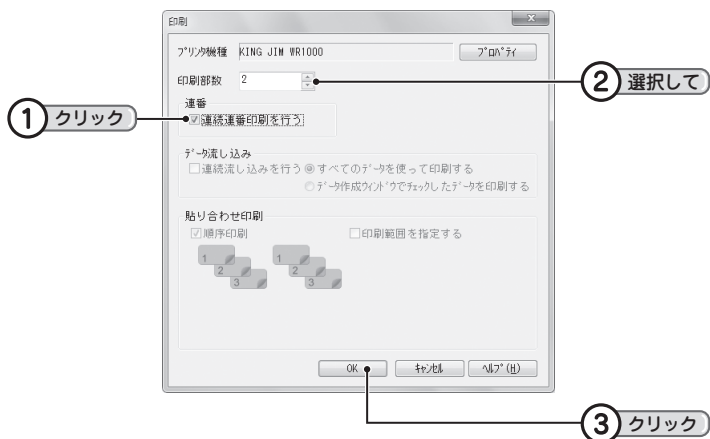 印刷
プリンタ機種 KING JIM WR1000 プロパティ
印刷部数 2
② 選択して
連番
① クリック
連続連番印刷を行う
データ流し込み
連続流し込みを行う すべてのデータを使って印刷する
データ作成ウィンドウでチェックしたデータを印刷する
貼り合わせ印刷
順序印刷 印刷範囲を指定する
1 1
2 2
3 3
OK キャンセル ヘルプ(H)
③ クリック